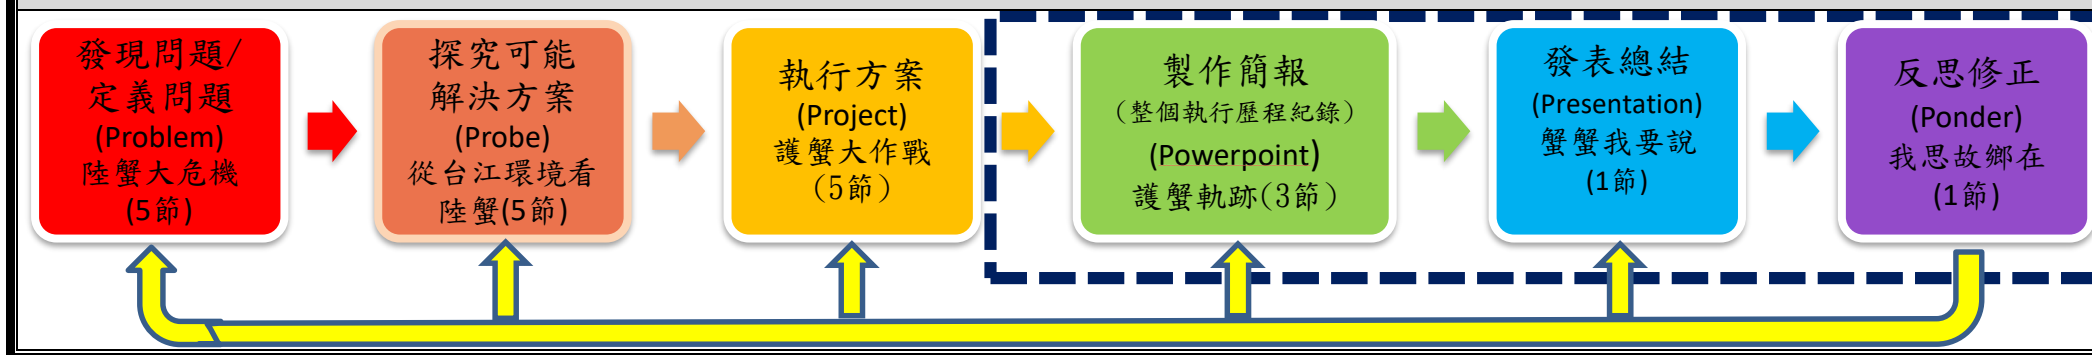 發現問題/
定義問題
(Problem)
陸蟹大危機
(5節)
探究可能
解決方案
(Probe)
從台江環境看
陸蟹(5節)
執行方案
(Project)
護蟹大作戰
(5節)
製作簡報
(整個執行歷程紀錄)
(Powerpoint)
護蟹軌跡(3節)
發表總結
(Presentation)
蟹蟹我要說
(1節)
反思修正
(Ponder)
我思故鄉在
(1節)